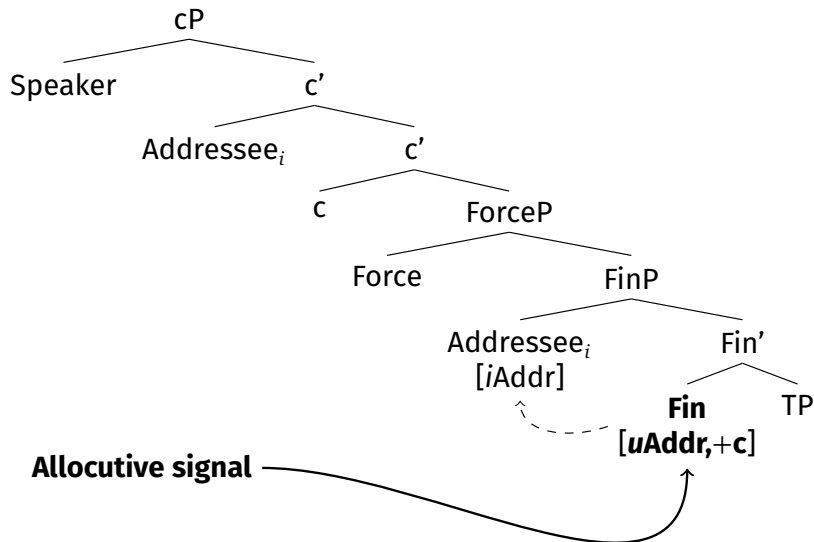 cP
Speaker c'
Addresseeᵢ c'
c ForceP
Force FinP
Addresseeᵢ Fin'
[iAddr]
Fin TP
[uAddr,+c]
Allocutive signal